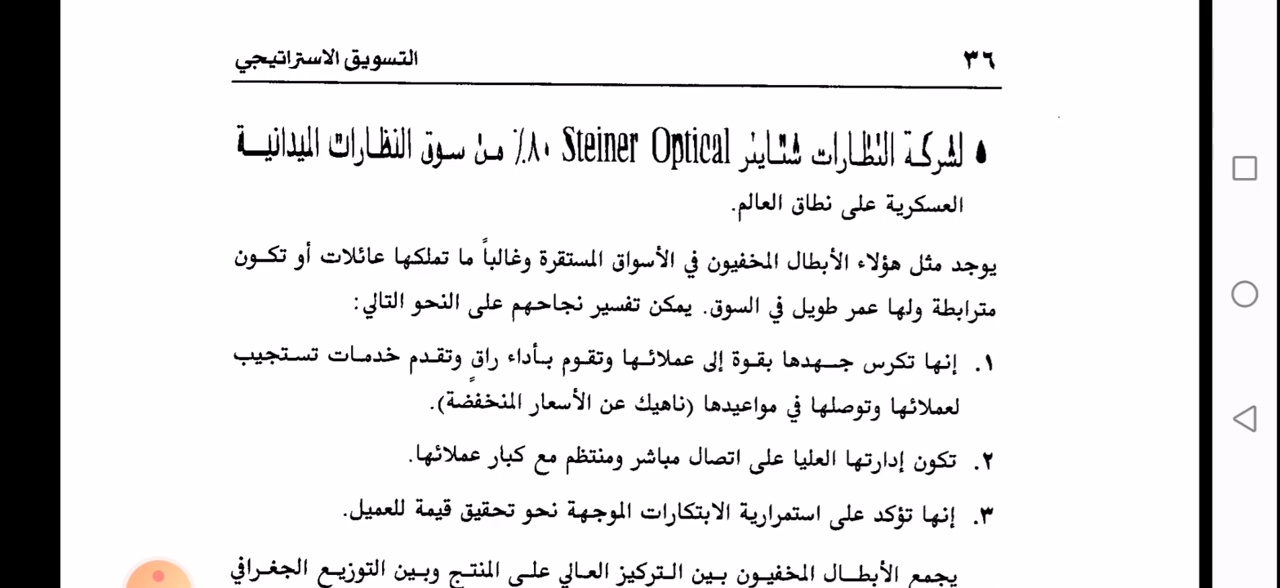 ٣٦
التسويق الاستراتيجي
• لشركة النظارات شتاينر Steiner Optical ٨٠٪ من سوق النظارات الميدانية
العسكرية على نطاق العالم.
يوجد مثل هؤلاء الأبطال المخفيون في الأسواق المستقرة وغالباً ما تملكها عائلات أو تكون
مترابطة ولها عمر طويل في السوق. يمكن تفسير نجاحهم على النحو التالي:
١. إنها تكرس جهدها بقوة إلى عملائها وتقوم بأداء راقٍ وتقدم خدمات تستجيب
لعملائها وتوصلها في مواعيدها (ناهيك عن الأسعار المنخفضة).
٢. تكون إدارتها العليا على اتصال مباشر ومنتظم مع كبار عملائها.
٣. إنها تؤكد على استمرارية الابتكارات الموجهة نحو تحقيق قيمة للعميل.
يجمع الأبطال المخفيون بين التركيز العالي على المنتج وبين التوزيع الجغرافي